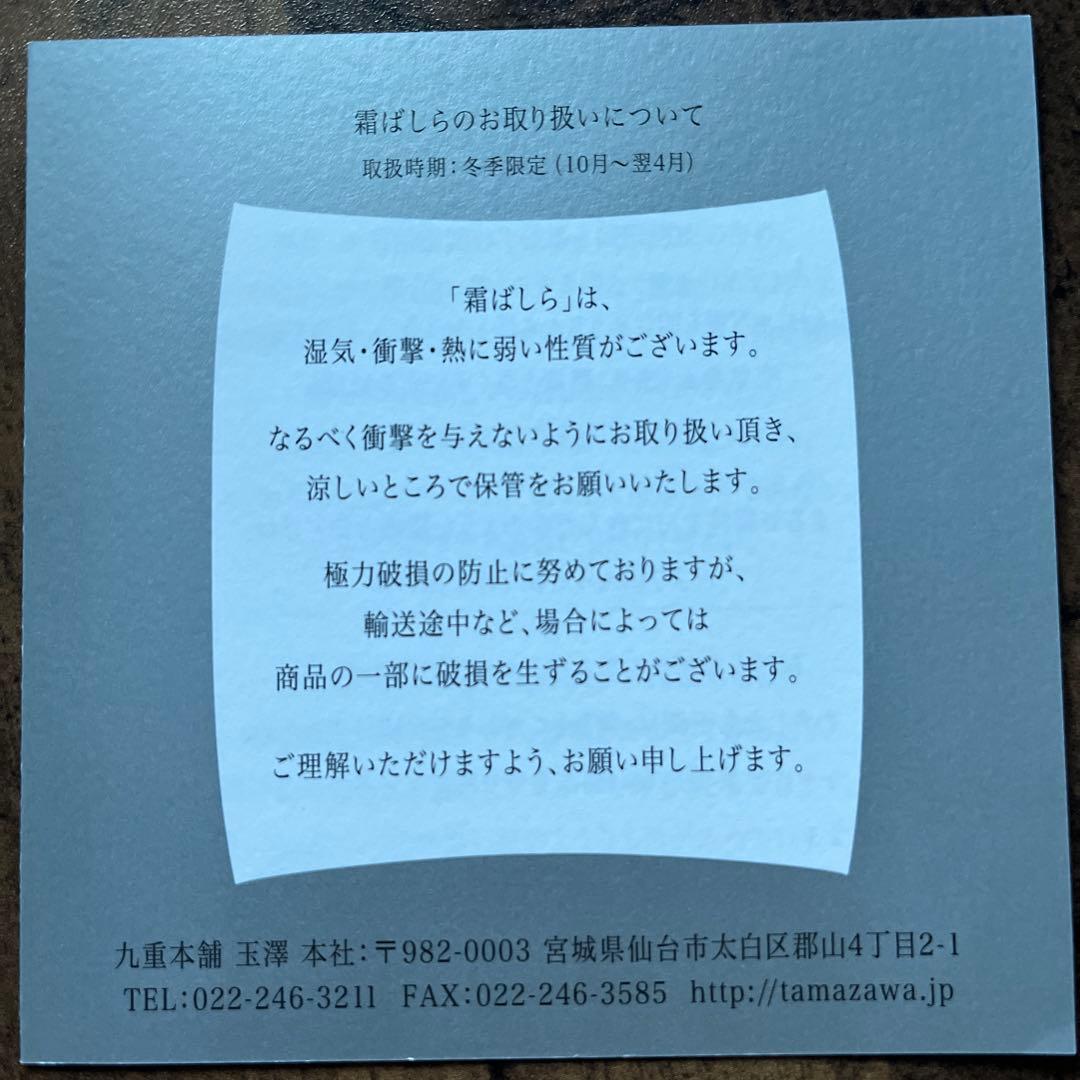 霜ばしらのお取り扱いについて
取扱時期：冬季限定（10月～翌4月）
「霜ばしら」は、
湿気・衝撃・熱に弱い性質がございます。
なるべく衝撃を与えないようにお取り扱い頂き、
涼しいところで保管をお願いいたします。
極力破損の防止に努めておりますが、
輸送途中など、場合によっては
商品の一部に破損を生ずることがございます。
ご理解いただけますよう、お願い申し上げます。
九重本舗 玉澤 本社：〒982-0003 宮城県仙台市太白区郡山4丁目2-1
TEL：022-246-3211 FAX：022-246-3585 http://tamazawa.jp